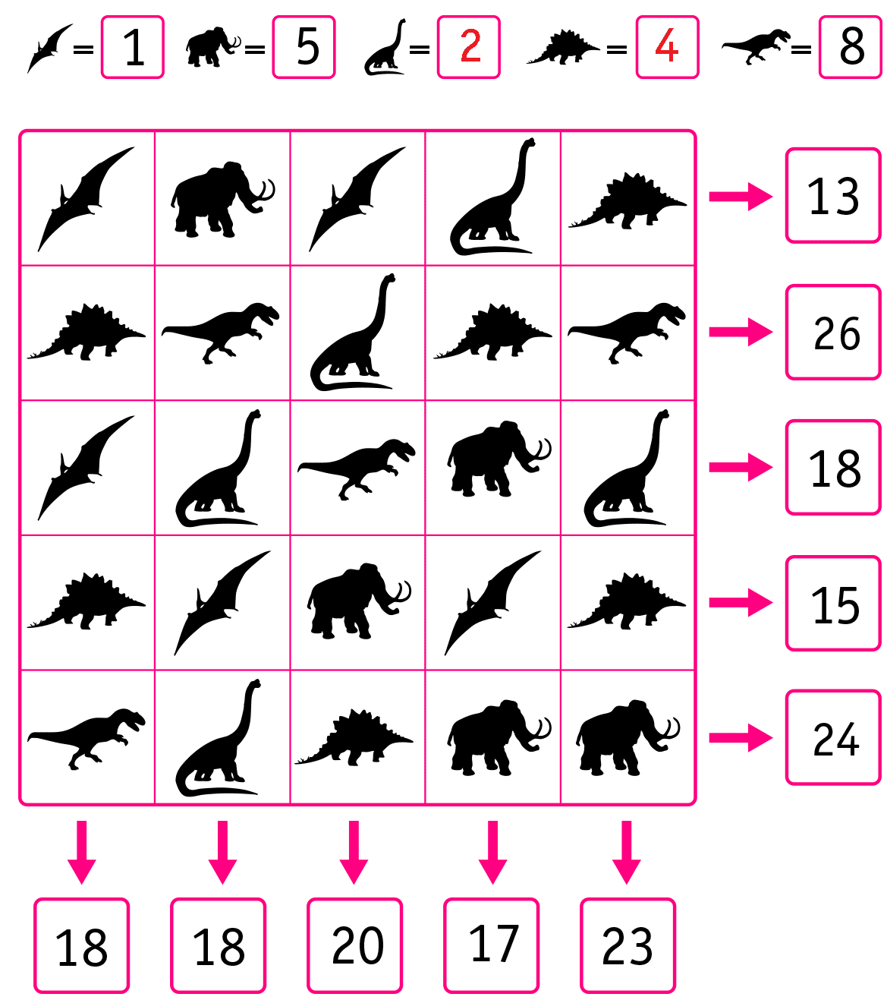 = 1 = 5 = 2 = 4 = 8
13
26
18
15
24
18 18 20 17 23